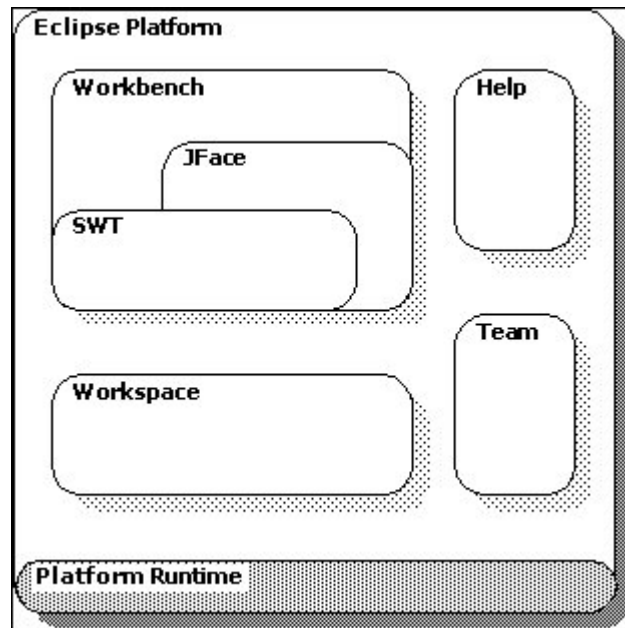 Eclipse Platform
Workbench
Help
JFace
SWT
Team
Workspace
Platform Runtime